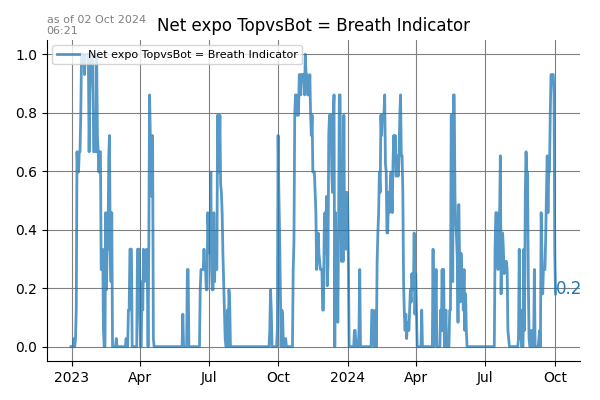 as of 02 Oct 2024
06:21
Net expo TopvsBot = Breath Indicator
Net expo TopvsBot = Breath Indicator
1.0
0.8
0.6
0.4
0.2
0.0
0.2
2023
Apr
Jul
Oct
2024
Apr
Jul
Oct